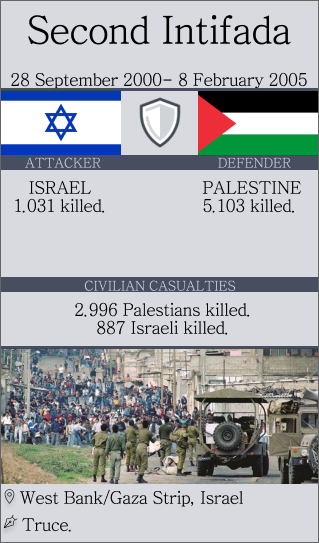 Second Intifada
28 September 2000- 8 February 2005
ATTACKER
DEFENDER
ISRAEL
PALESTINE
1.031 killed.
5.103 killed.
CIVILIAN CASUALTIES
2.996 Palestians killed.
887 Israeli killed.
West Bank/Gaza Strip, Israel
Truce.